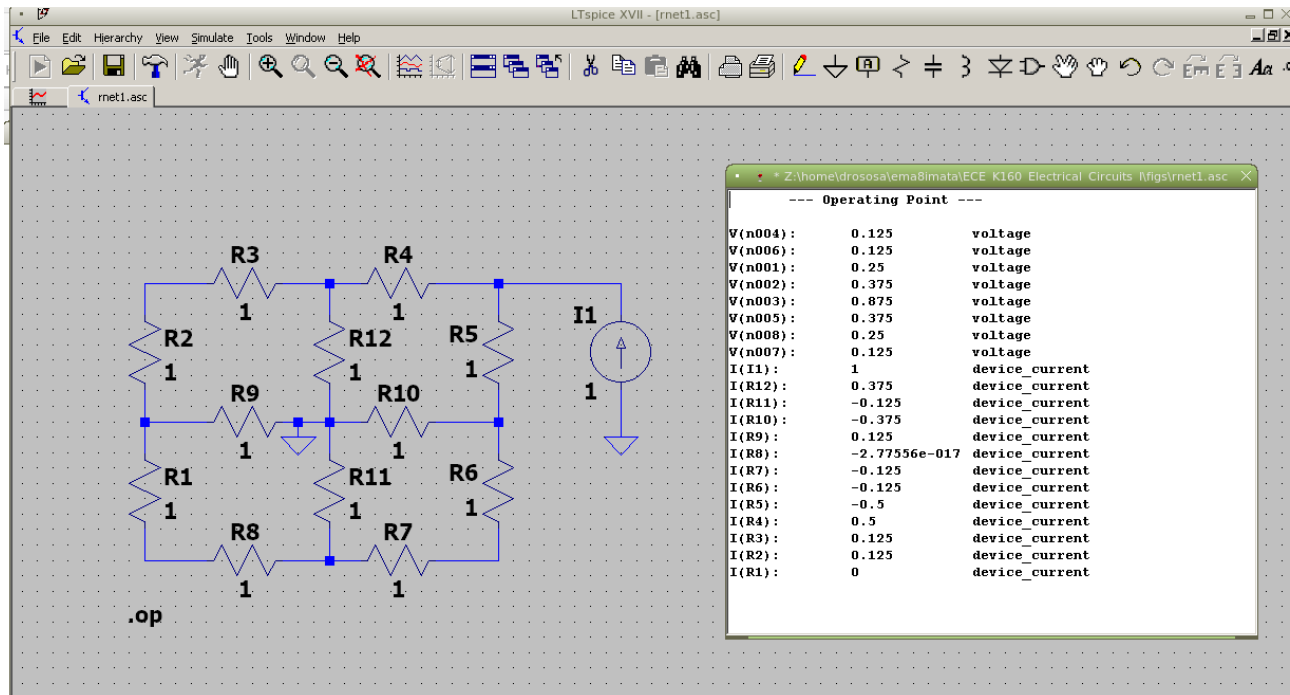 LTspice XVII - [rnet1.asc]
File Edit Hierarchy View Simulate Tools Window Help
rnet1.asc
* Z:\home\drososa\ema8imata\ECE K160 Electrical Circuits I\figs\rnet1.asc
--- Operating Point ---
V(n004): 0.125 voltage
V(n006): 0.125 voltage
V(n001): 0.25 voltage
V(n002): 0.375 voltage
V(n003): 0.875 voltage
V(n005): 0.375 voltage
V(n008): 0.25 voltage
V(n007): 0.125 voltage
I(I1): 1 device_current
I(R12): 0.375 device_current
I(R11): -0.125 device_current
I(R10): -0.375 device_current
I(R9): 0.125 device_current
I(R8): -2.77556e-017 device_current
I(R7): -0.125 device_current
I(R6): -0.125 device_current
I(R5): -0.5 device_current
I(R4): 0.5 device_current
I(R3): 0.125 device_current
I(R2): 0.125 device_current
I(R1): 0 device_current
R3 R4
1 1
I1
R2 R12 R5
1 1 1
R9 R10 1
1 1
R1 R11 R6
1 1 1
R8 R7
1 1
.op